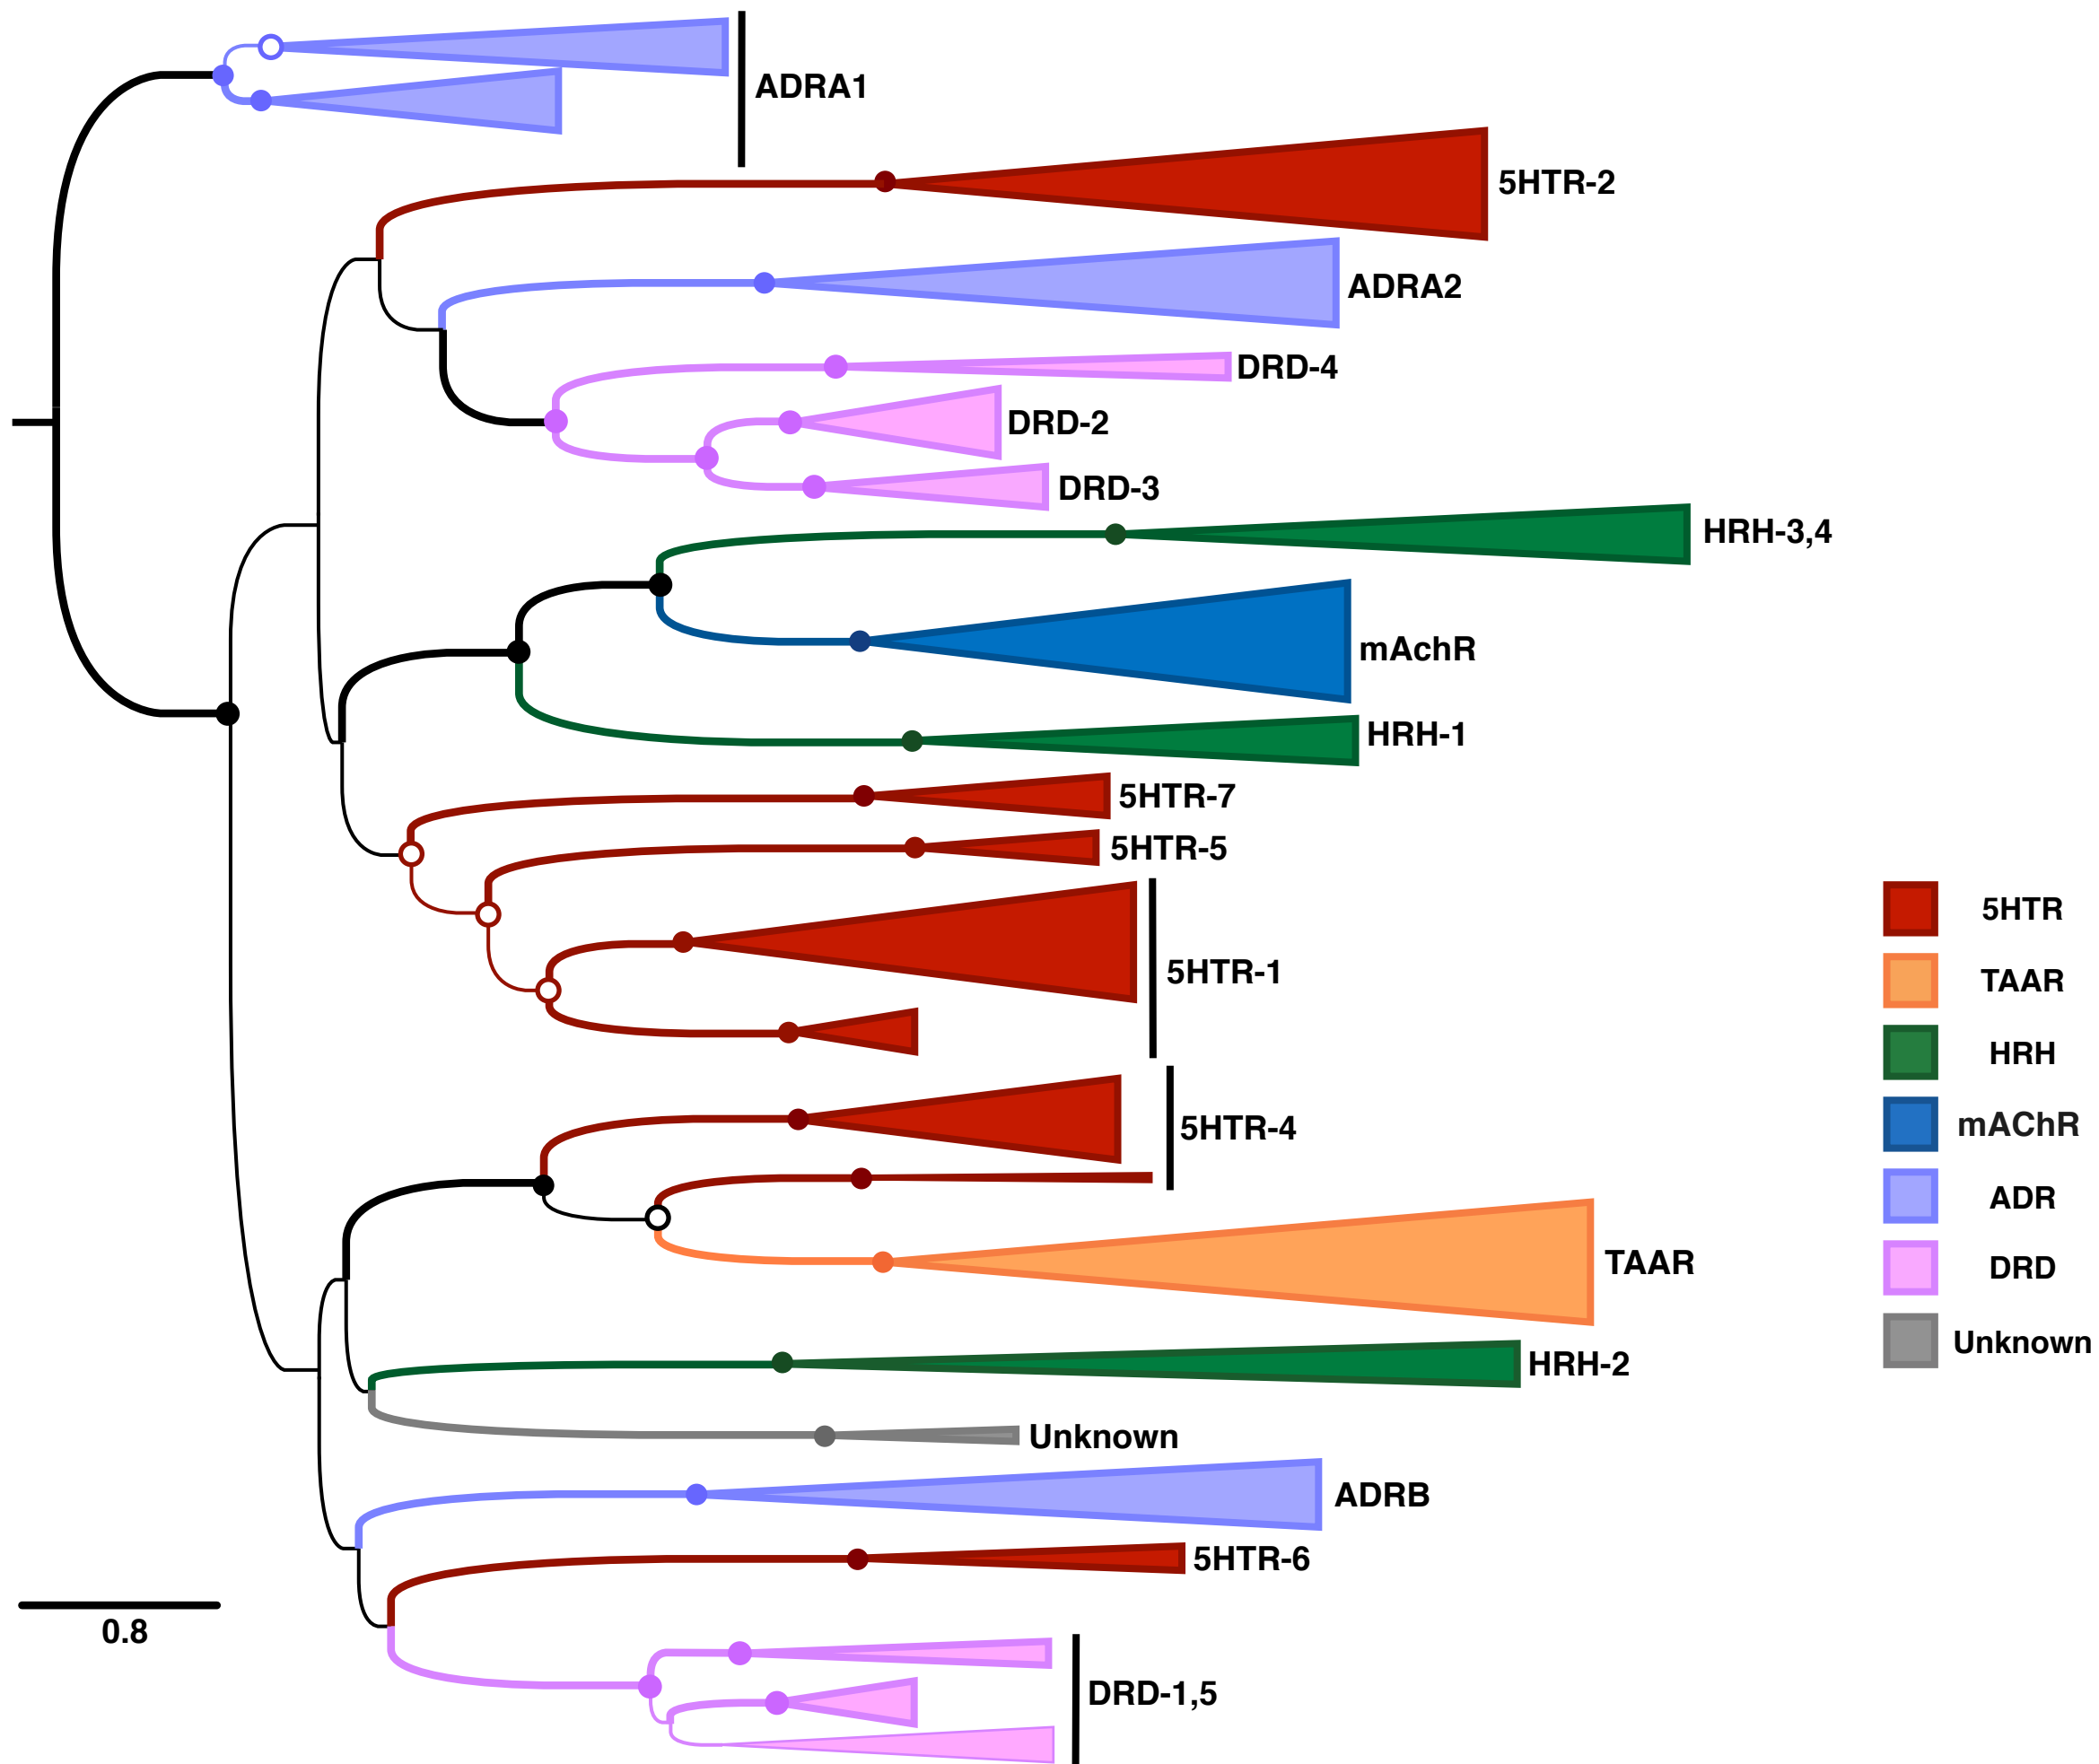 ADRA1
5HTR-2
ADRA2
DRD-4
DRD-2
DRD-3
HRH-3,4
mAchR
HRH-1
5HTR-7
5HTR-5
5HTR-1
5HTR-4
TAAR
HRH-2
Unknown
ADRB
5HTR-6
DRD-1,5
0.8
5HTR
TAAR
HRH
mAChR
ADR
DRD
Unknown